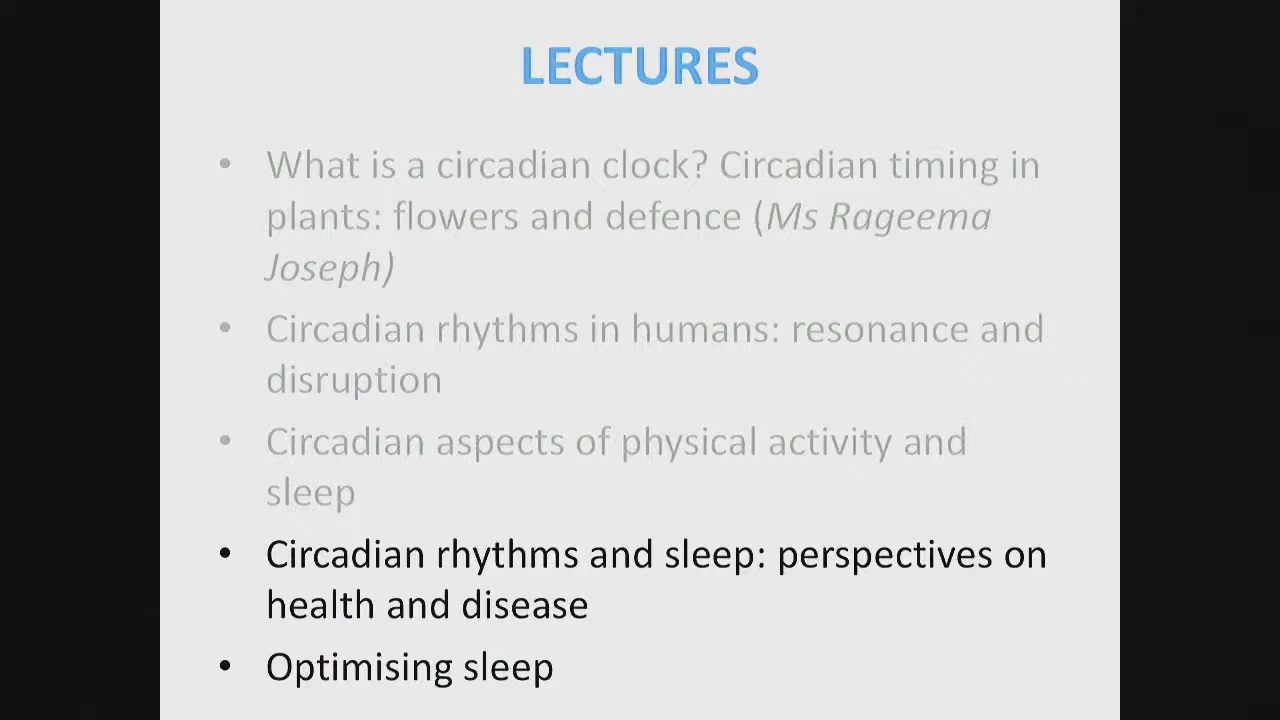 LECTURES
• What is a circadian clock? Circadian timing in
plants: flowers and defence (Ms Rageema
Joseph)
• Circadian rhythms in humans: resonance and
disruption
• Circadian aspects of physical activity and
sleep
• Circadian rhythms and sleep: perspectives on
health and disease
• Optimising sleep